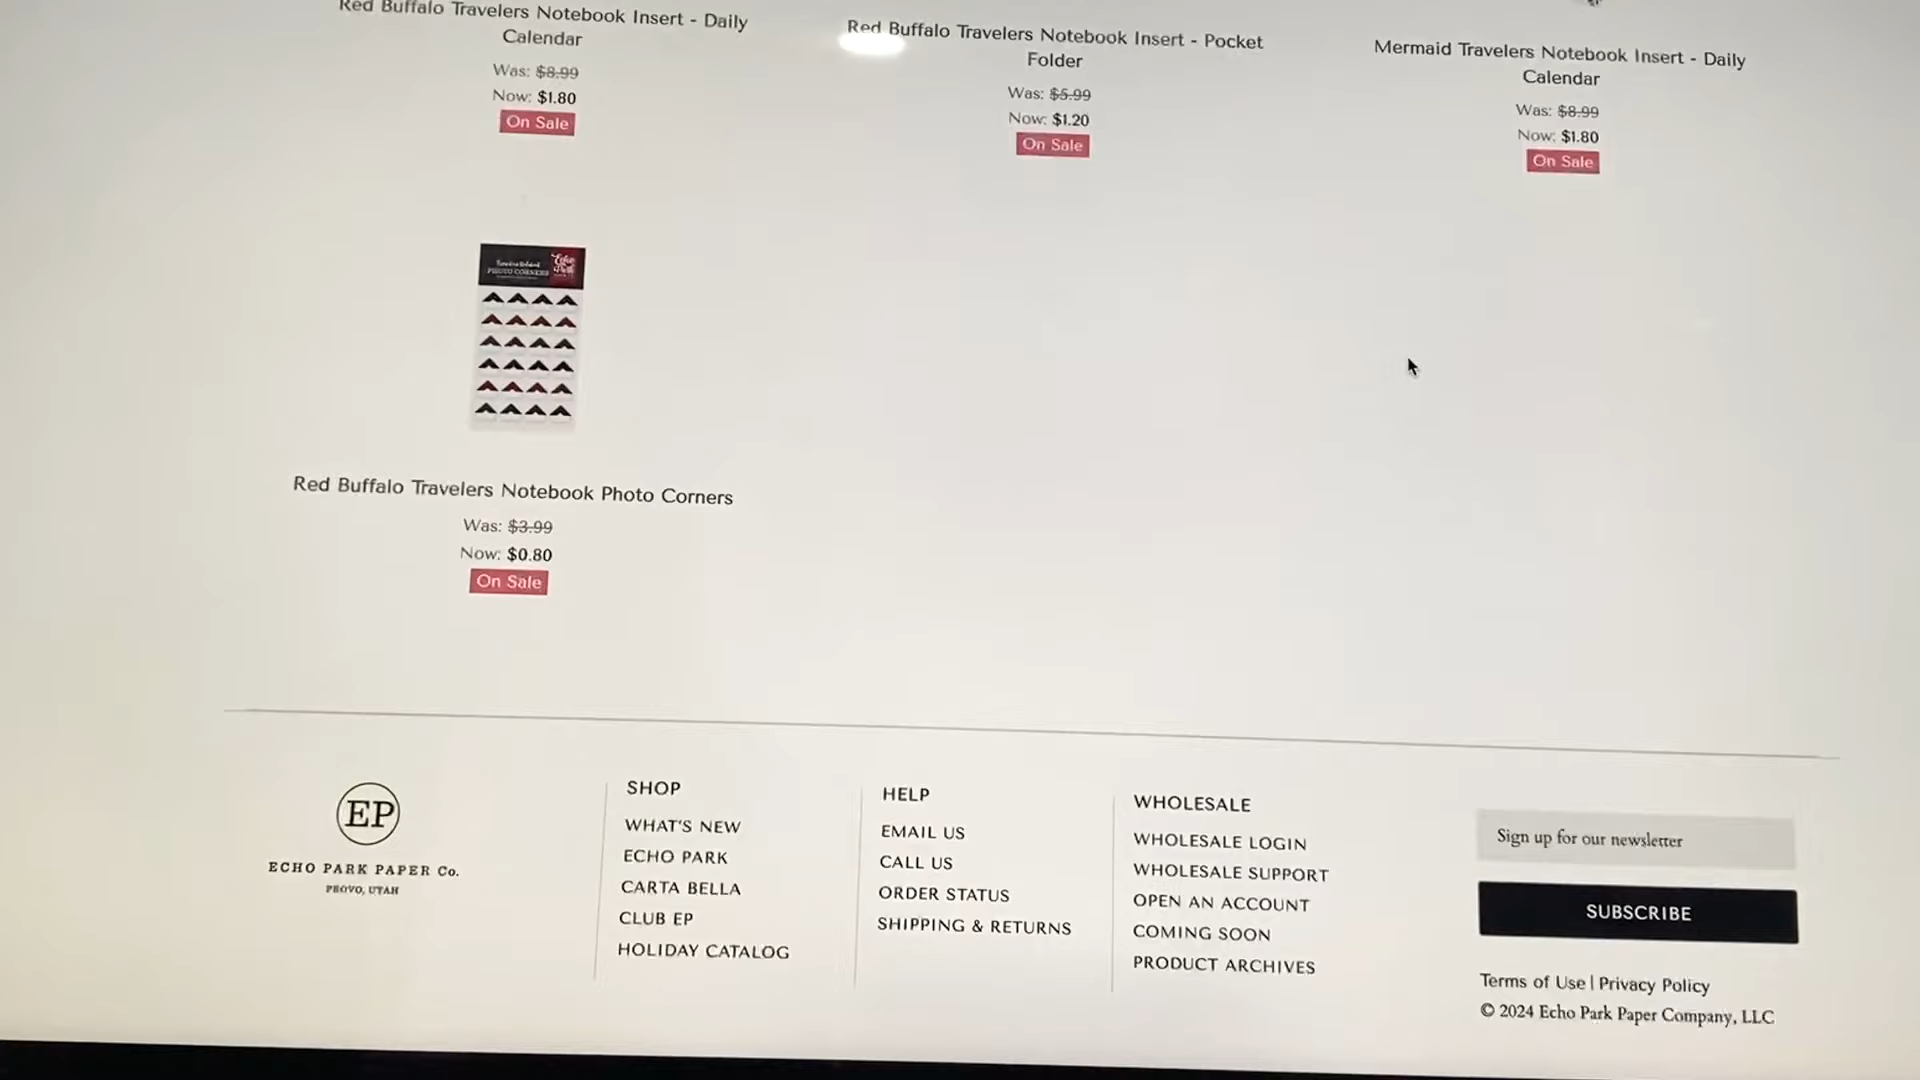 Red Buffalo Travelers Notebook Insert - Daily
Calendar
Was: $8.99
Now: $1.80
On Sale
Red Buffalo Travelers Notebook Insert - Pocket
Folder
Was: $5.99
Now: $1.20
On Sale
Mermaid Travelers Notebook Insert - Daily
Calendar
Was: $8.99
Now: $1.80
On Sale
PHOTO CORNERS
Echo
Park
Red Buffalo Travelers Notebook Photo Corners
Was: $3.99
Now: $0.80
On Sale
EP
ECHO PARK PAPER Co.
PROVO, UTAH
SHOP
WHAT'S NEW
ECHO PARK
CARTA BELLA
CLUB EP
HOLIDAY CATALOG
HELP
EMAIL US
CALL US
ORDER STATUS
SHIPPING & RETURNS
WHOLESALE
WHOLESALE LOGIN
WHOLESALE SUPPORT
OPEN AN ACCOUNT
COMING SOON
PRODUCT ARCHIVES
Sign up for our newsletter
SUBSCRIBE
Terms of Use | Privacy Policy
© 2024 Echo Park Paper Company, LLC